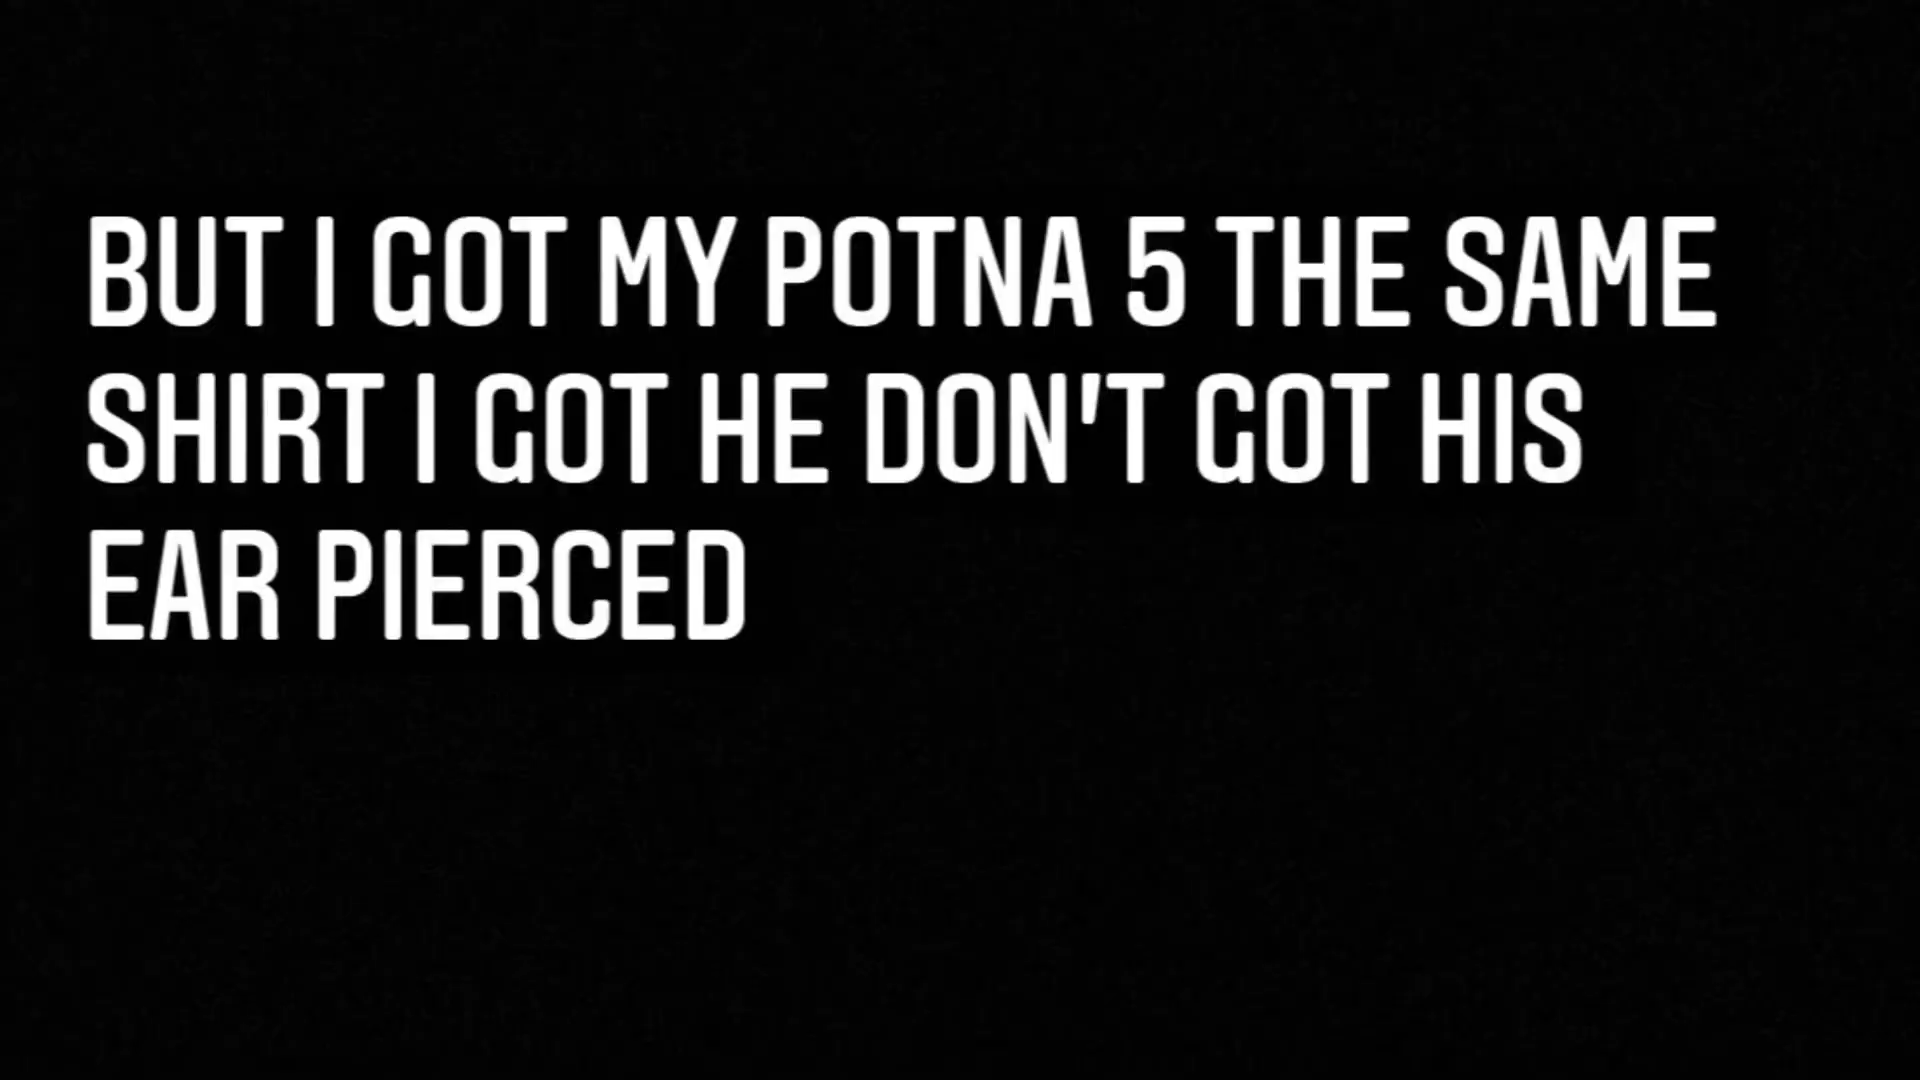 BUT I GOT MY POTNA 5 THE SAME
SHIRT I GOT HE DON'T GOT HIS
EAR PIERCED